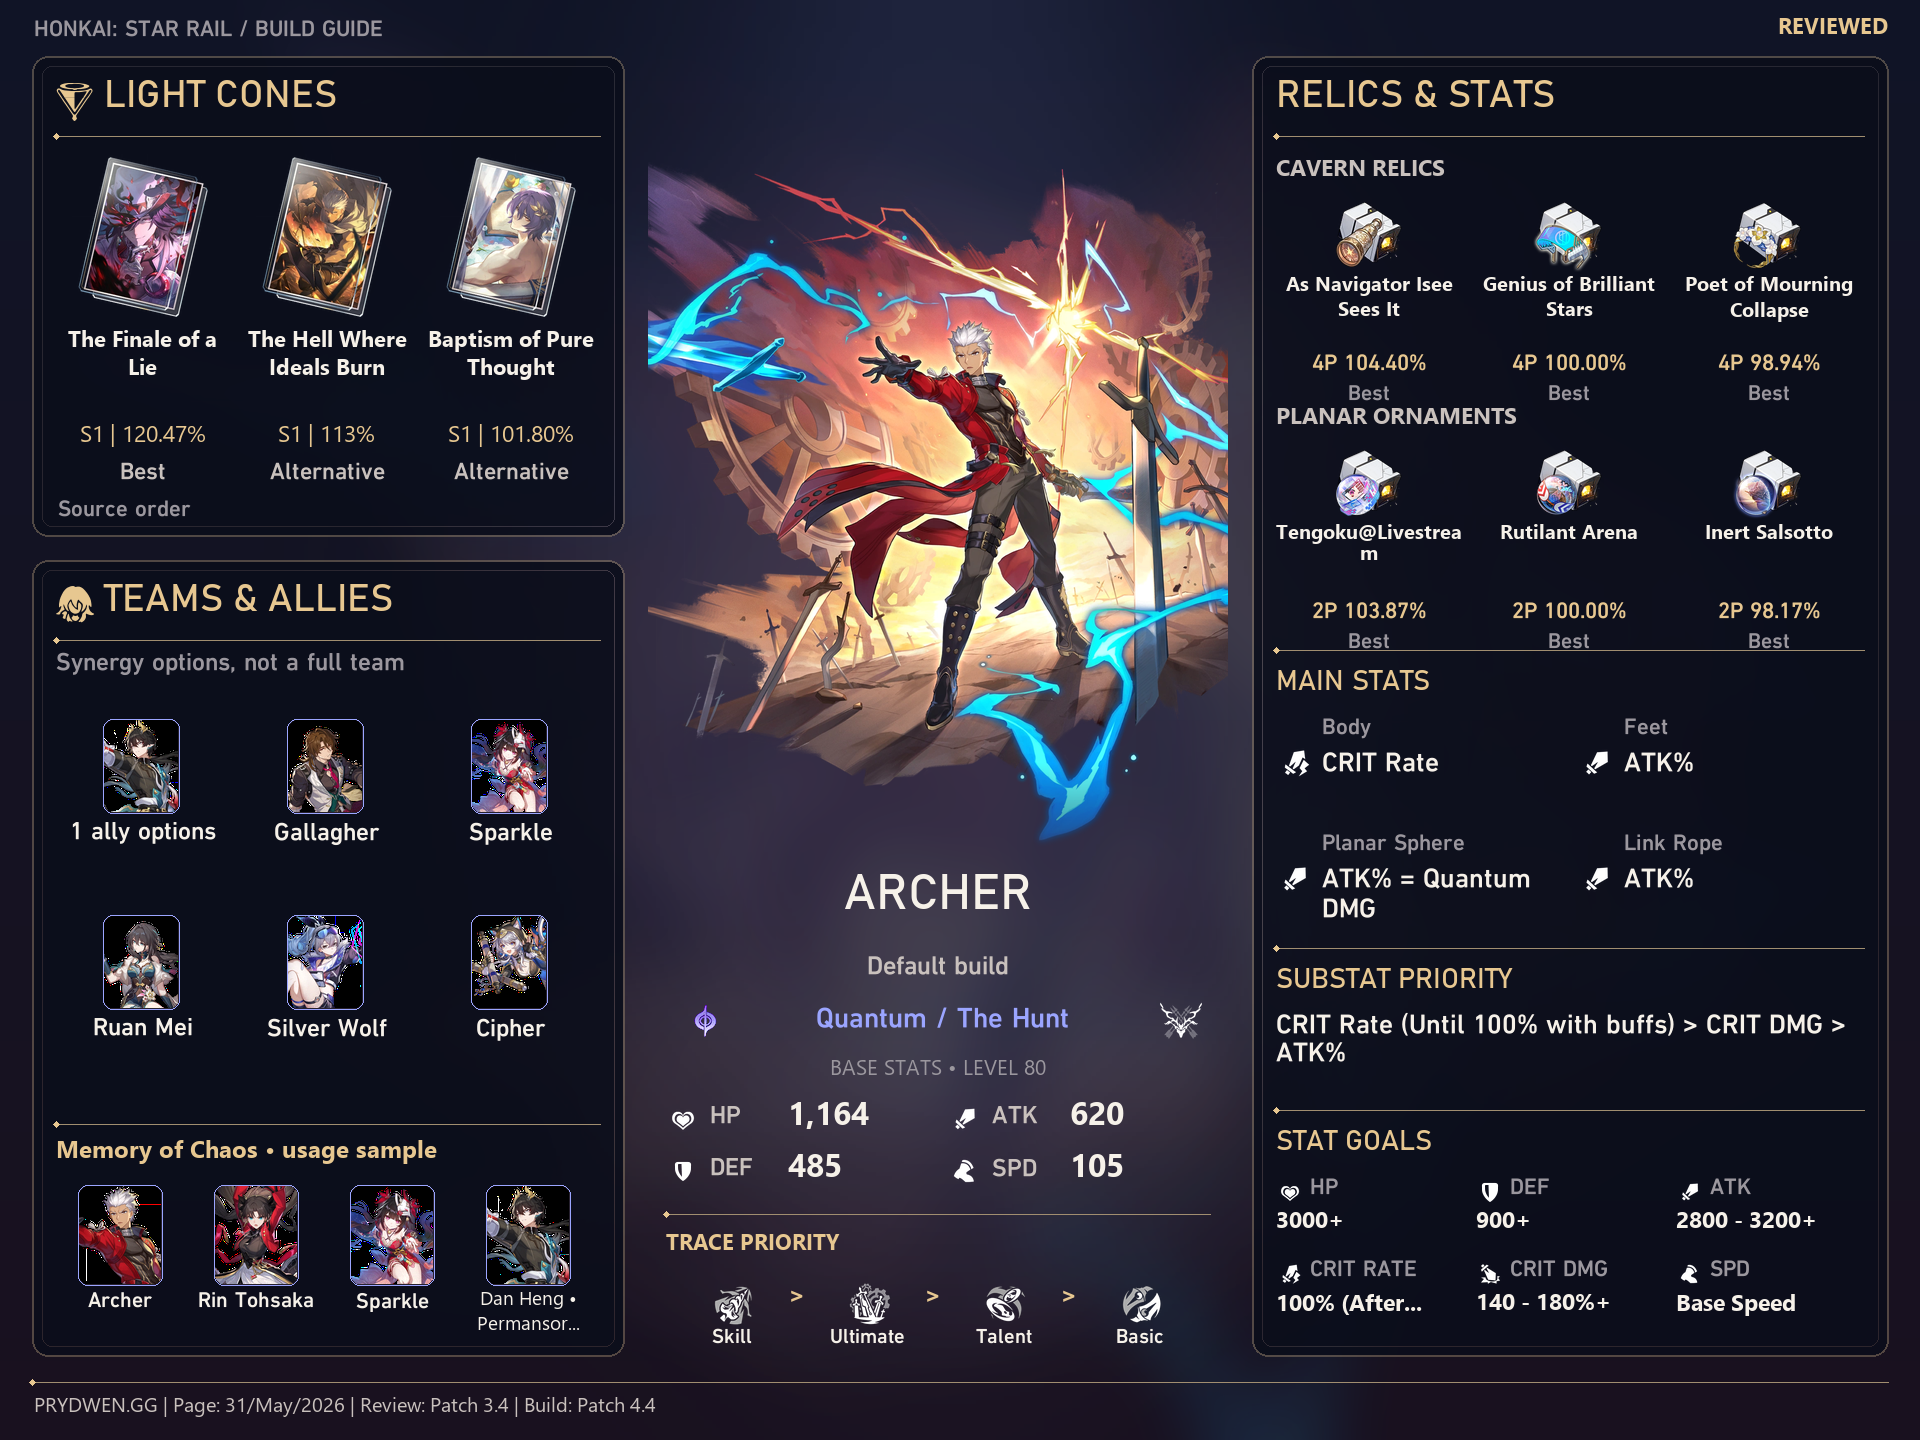 HONKAI: STAR RAIL / BUILD GUIDE
REVIEWED
LIGHT CONES
The Finale of a
Lie
The Hell Where
Ideals Burn
Baptism of Pure
Thought
S1 | 120.47%
S1 | 113%
S1 | 101.80%
Best
Alternative
Alternative
Source order
TEAMS & ALLIES
Synergy options, not a full team
1 ally options
Gallagher
Sparkle
Ruan Mei
Silver Wolf
Cipher
Memory of Chaos • usage sample
Archer
Rin Tohsaka
Sparkle
Dan Heng •
Permansor...
ARCHER
Default build
Quantum / The Hunt
BASE STATS • LEVEL 80
HP 1,164
ATK 620
DEF 485
SPD 105
TRACE PRIORITY
Skill > Ultimate > Talent > Basic
RELICS & STATS
CAVERN RELICS
As Navigator Isee
Sees It
Genius of Brilliant
Stars
Poet of Mourning
Collapse
4P 104.40%
4P 100.00%
4P 98.94%
Best
Best
Best
PLANAR ORNAMENTS
Tengoku@Livestrea
m
Rutilant Arena
Inert Salsotto
2P 103.87%
2P 100.00%
2P 98.17%
Best
Best
Best
MAIN STATS
Body
Feet
CRIT Rate
ATK%
Planar Sphere
Link Rope
ATK% = Quantum
DMG
ATK%
SUBSTAT PRIORITY
CRIT Rate (Until 100% with buffs) > CRIT DMG >
ATK%
STAT GOALS
HP
DEF
ATK
3000+
900+
2800 - 3200+
CRIT RATE
CRIT DMG
SPD
100% (After...
140 - 180%+
Base Speed
PRYDWEN.GG | Page: 31/May/2026 | Review: Patch 3.4 | Build: Patch 4.4